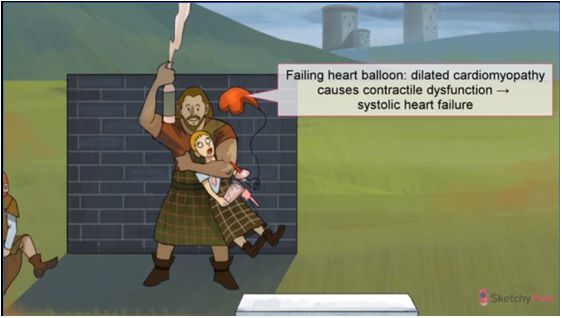 Failing heart balloon: dilated cardiomyopathy
causes contractile dysfunction →
systolic heart failure
SketchyPath